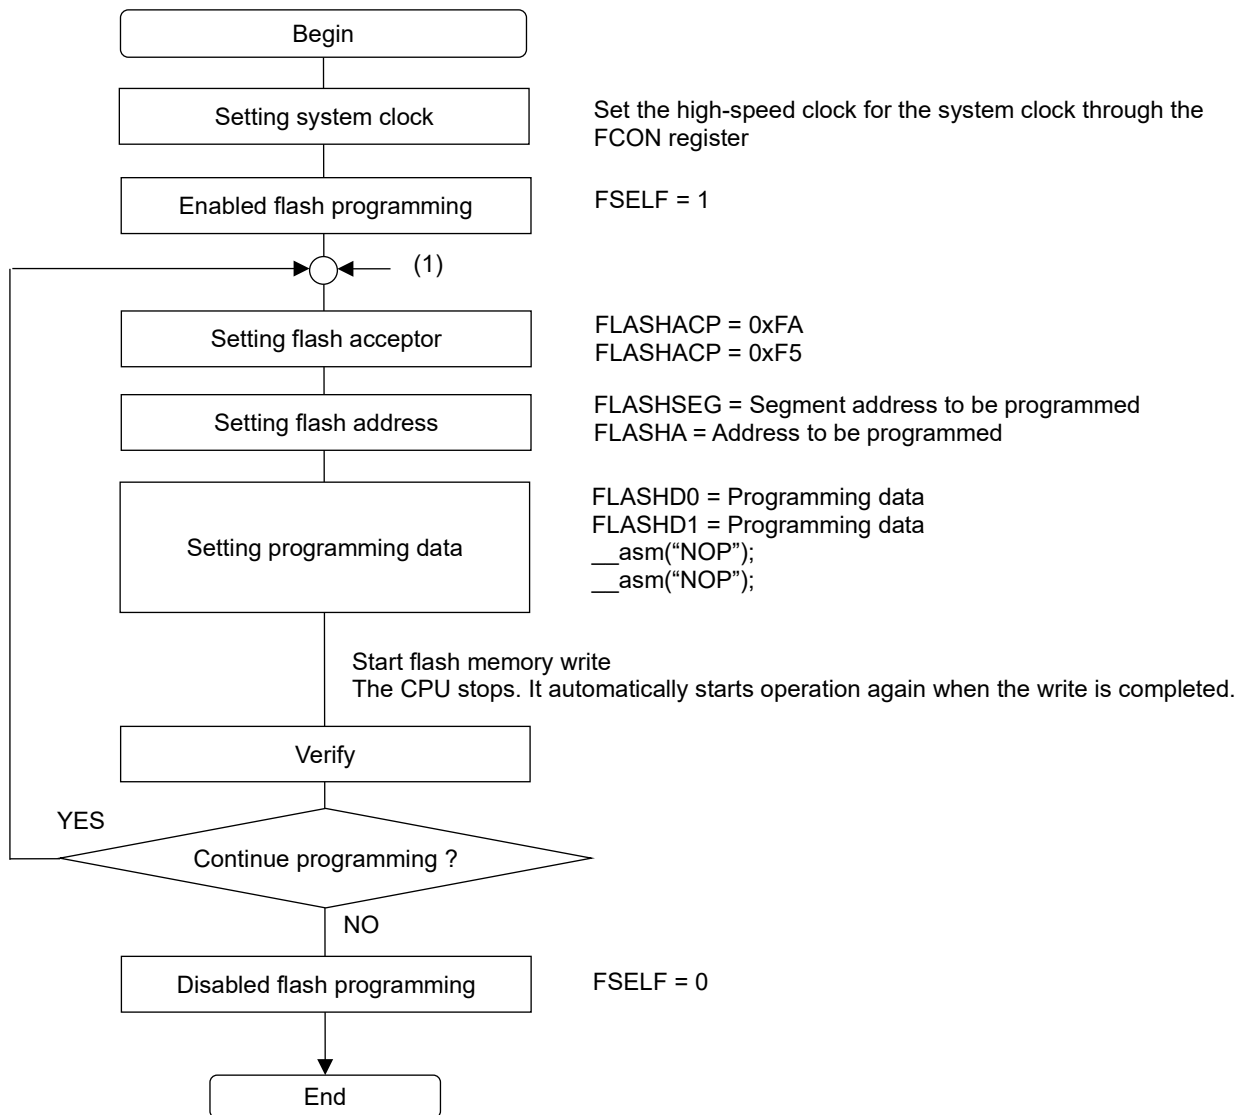 Begin
Setting system clock
Set the high-speed clock for the system clock through the
FCON register
Enabled flash programming
FSELF = 1
(1)
Setting flash acceptor
FLASHACP = 0xFA
FLASHACP = 0xF5
Setting flash address
FLASHSEG = Segment address to be programmed
FLASHA = Address to be programmed
Setting programming data
FLASHD0 = Programming data
FLASHD1 = Programming data
__asm(“NOP”);
__asm(“NOP”);
Start flash memory write
The CPU stops. It automatically starts operation again when the write is completed.
Verify
YES
Continue programming ?
NO
Disabled flash programming
FSELF = 0
End